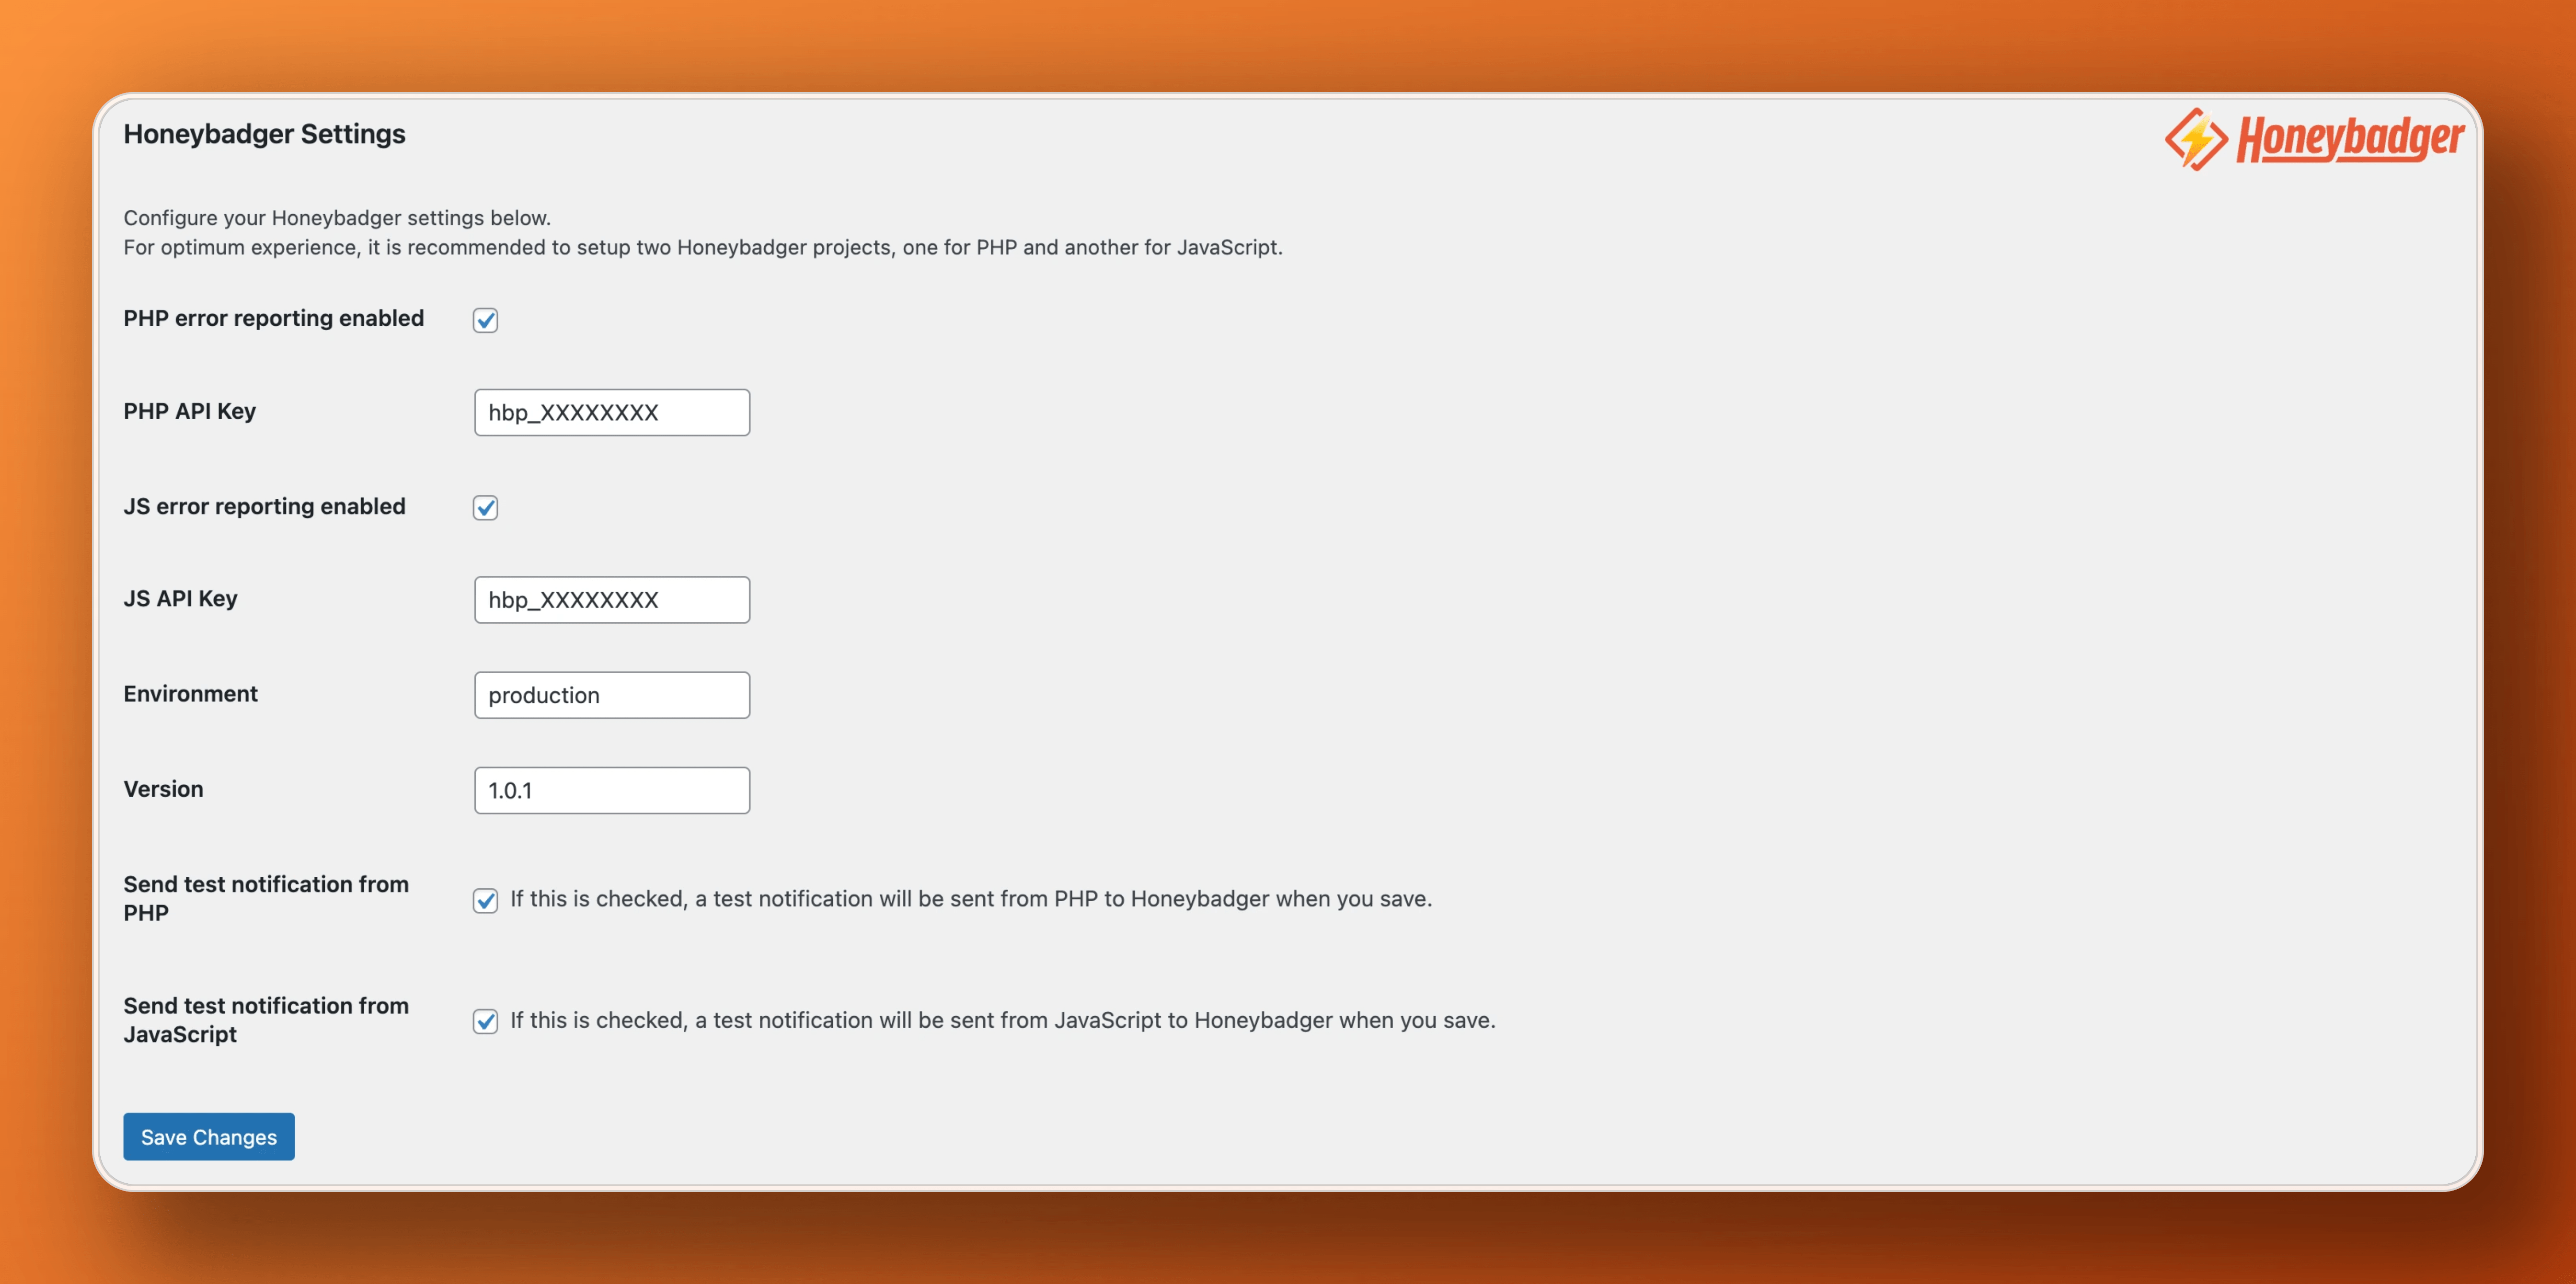 Honeybadger Settings
Honeybadger
Configure your Honeybadger settings below.
For optimum experience, it is recommended to setup two Honeybadger projects, one for PHP and another for JavaScript.
PHP error reporting enabled
PHP API Key
hbp_XXXXXXXX
JS error reporting enabled
JS API Key
hbp_XXXXXXXX
Environment
production
Version
1.0.1
Send test notification from
PHP
If this is checked, a test notification will be sent from PHP to Honeybadger when you save.
Send test notification from
JavaScript
If this is checked, a test notification will be sent from JavaScript to Honeybadger when you save.
Save Changes